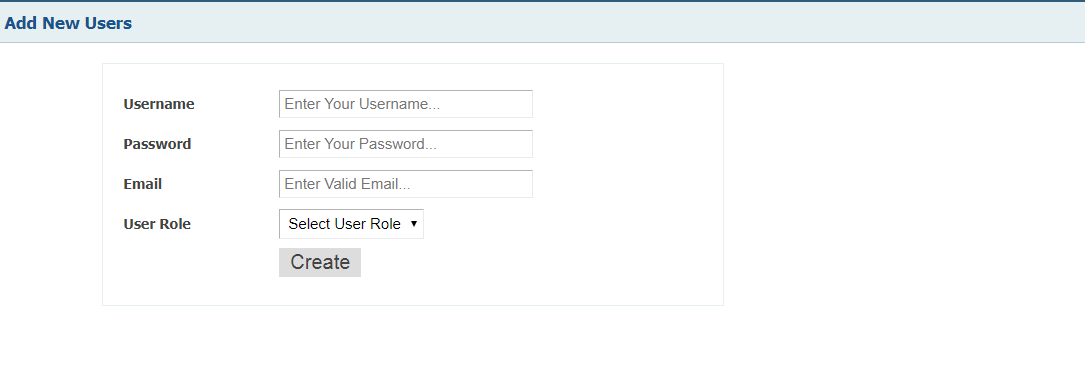 Add New Users
Username Enter Your Username...
Password Enter Your Password...
Email Enter Valid Email...
User Role Select User Role
Create